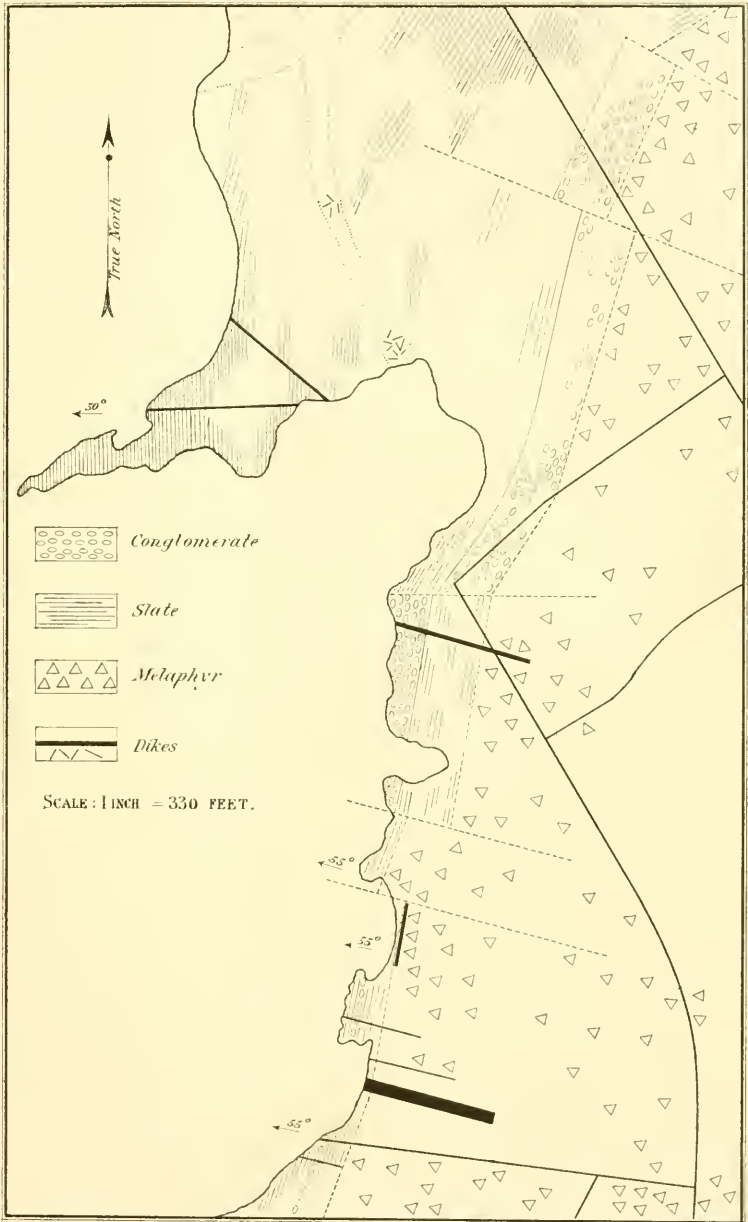 True North
50°
Conglomerate
Slate
Melaphyr
Dikes
SCALE: 1 INCH = 330 FEET.
55°
55°
55°